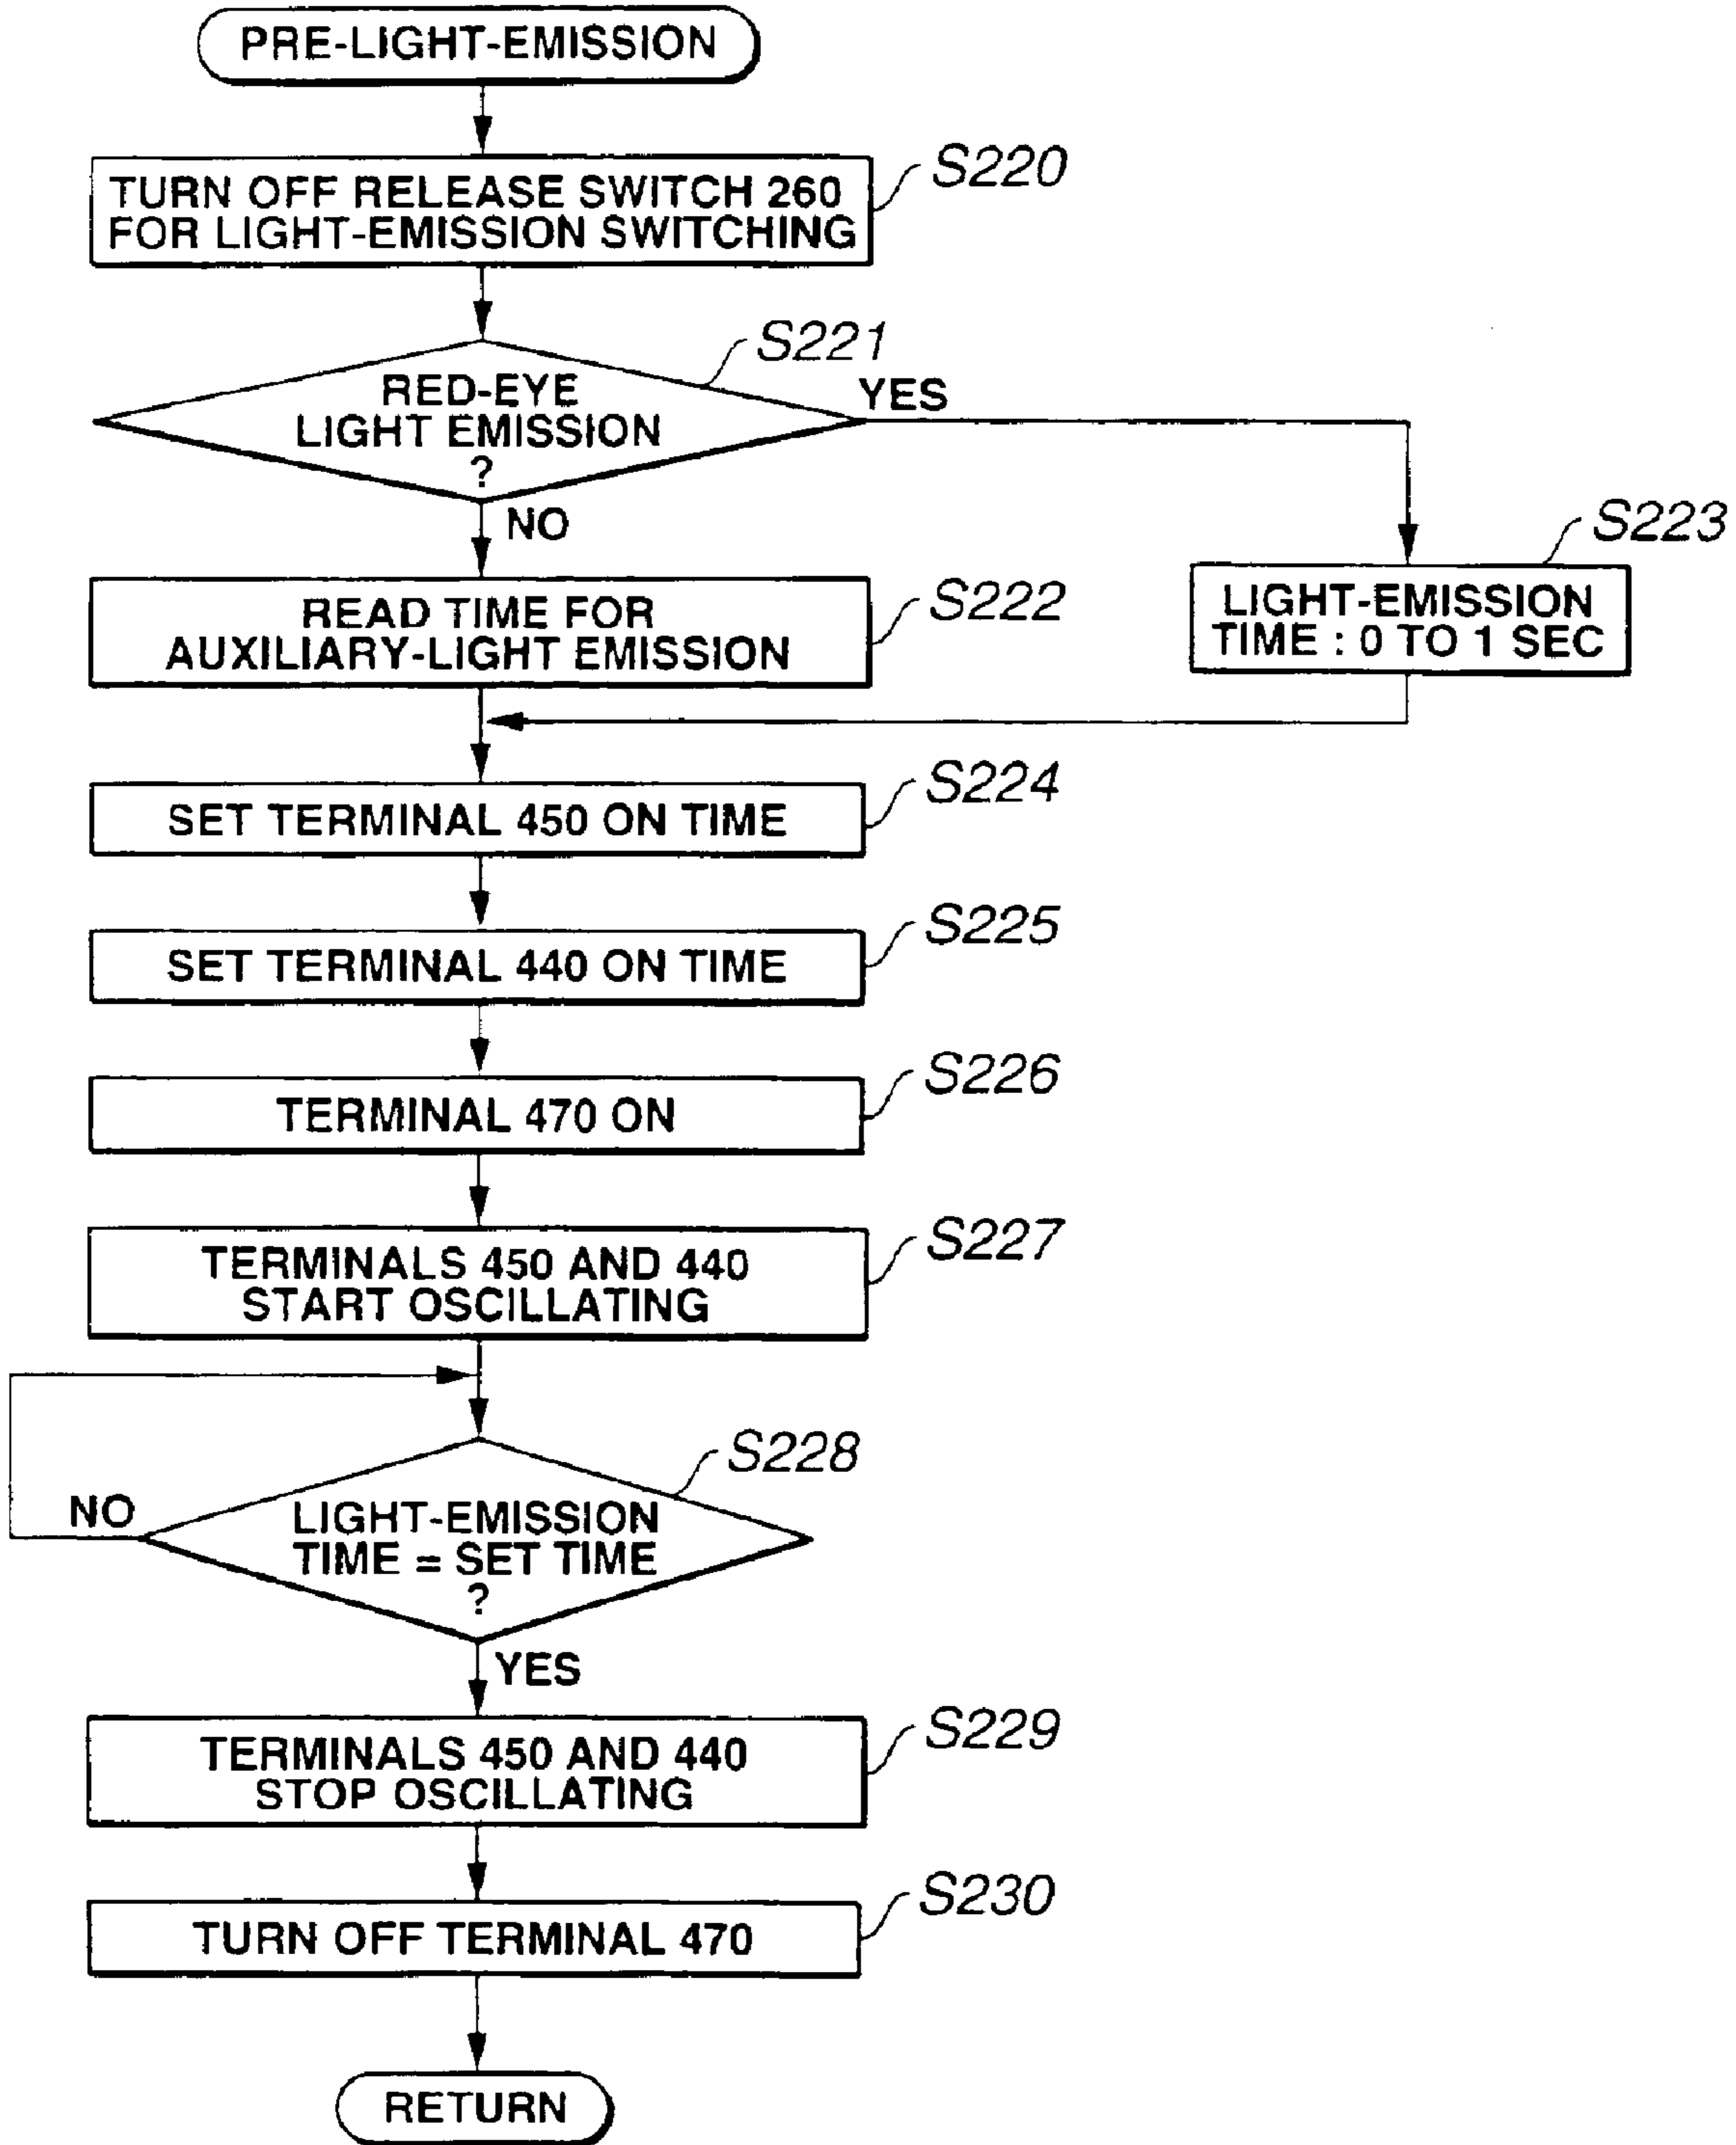 PRE-LIGHT-EMISSION
S220
TURN OFF RELEASE SWITCH 260
FOR LIGHT-EMISSION SWITCHING
S221
RED-EYE
LIGHT EMISSION
?
YES
NO
S223
LIGHT-EMISSION
TIME : 0 TO 1 SEC
S222
READ TIME FOR
AUXILIARY-LIGHT EMISSION
S224
SET TERMINAL 450 ON TIME
S225
SET TERMINAL 440 ON TIME
S226
TERMINAL 470 ON
S227
TERMINALS 450 AND 440
START OSCILLATING
S228
LIGHT-EMISSION
TIME = SET TIME
?
NO
YES
S229
TERMINALS 450 AND 440
STOP OSCILLATING
S230
TURN OFF TERMINAL 470
RETURN